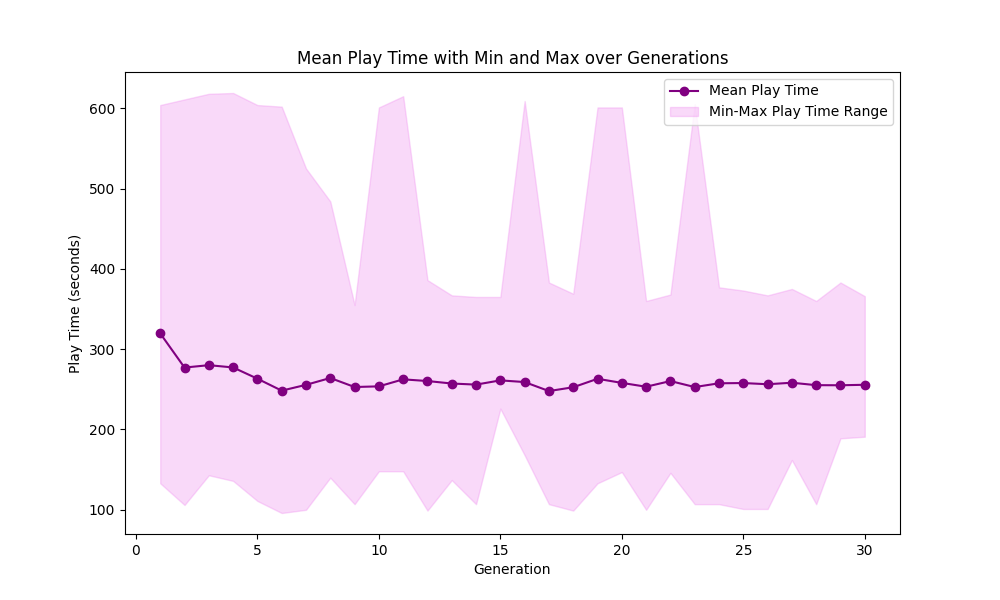 Mean Play Time with Min and Max over Generations
Mean Play Time
Min-Max Play Time Range
Play Time (seconds)
600
500
400
300
200
100
0 5 10 15 20 25 30
Generation